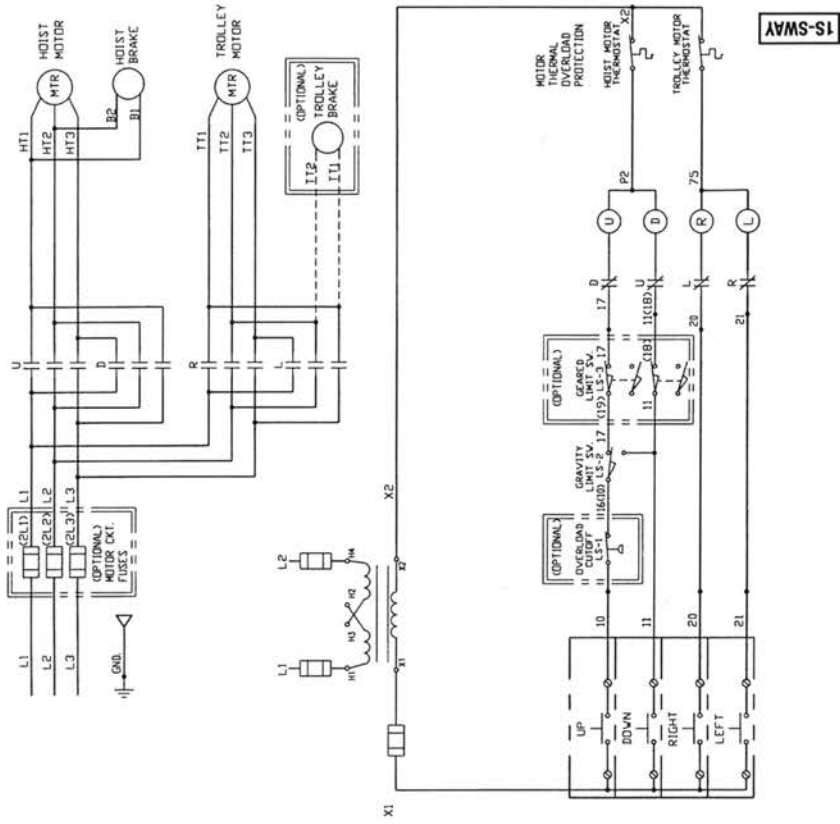 1S-SWAY
L1
L2
L3
GND.
(OPTIONAL)
MOTOR CKT.
FUSES
(2L1)
(2L2)
(2L3)
L1
L2
L3
U
D
R
L
HT1
HT2
HT3
B2
B1
HOIST
MOTOR
MTR
HOIST
BRAKE
TT1
TT2
TT3
TROLLEY
MOTOR
MTR
(OPTIONAL)
TROLLEY
BRAKE
TT2
TT1
L1
L2
H1
H3
H2
H4
X1
X2
X1
X2
X2
MOTOR
THERMAL
OVERLOAD
PROTECTION
HOIST MOTOR
THERMOSTAT
TROLLEY MOTOR
THERMOSTAT
UP
DOWN
RIGHT
LEFT
10
11
20
21
(OPTIONAL)
OVERLOAD
CUTOFF
LS-1
16(10)
GRAVITY
LIMIT SW.
LS-2
17
(OPTIONAL)
GEARED
LIMIT SW.
(19) LS-3 17
11
(18)
17
11(18)
20
21
D
U
L
R
U
D
R
L
P2
75